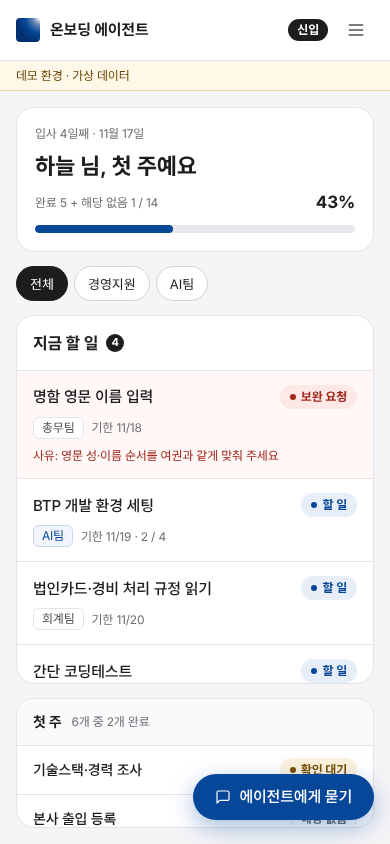 온보딩 에이전트
신입
데모 환경 · 가상 데이터
입사 4일째 · 11월 17일
하늘 님, 첫 주예요
완료 5 + 해당 없음 1 / 14
43%
전체
경영지원
AI팀
지금 할 일 4
명함 영문 이름 입력
보완 요청
총무팀 기한 11/18
사유: 영문 성·이름 순서를 여권과 같게 맞춰 주세요
BTP 개발 환경 세팅
할 일
AI팀 기한 11/19 · 2 / 4
법인카드·경비 처리 규정 읽기
할 일
회계팀 기한 11/20
간단 코딩테스트
할 일
첫 주 6개 중 2개 완료
기술스택·경력 조사
확인 대기
에이전트에게 묻기
본사 출입 등록